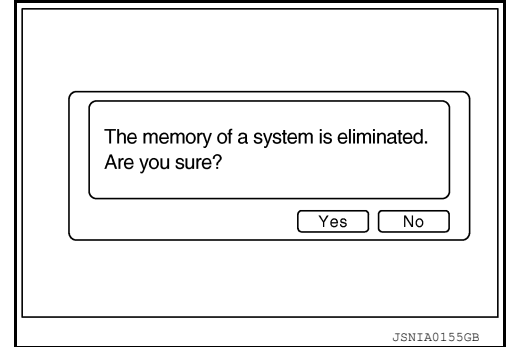 The memory of a system is eliminated.
Are you sure?
Yes No
JSNIA0155GB